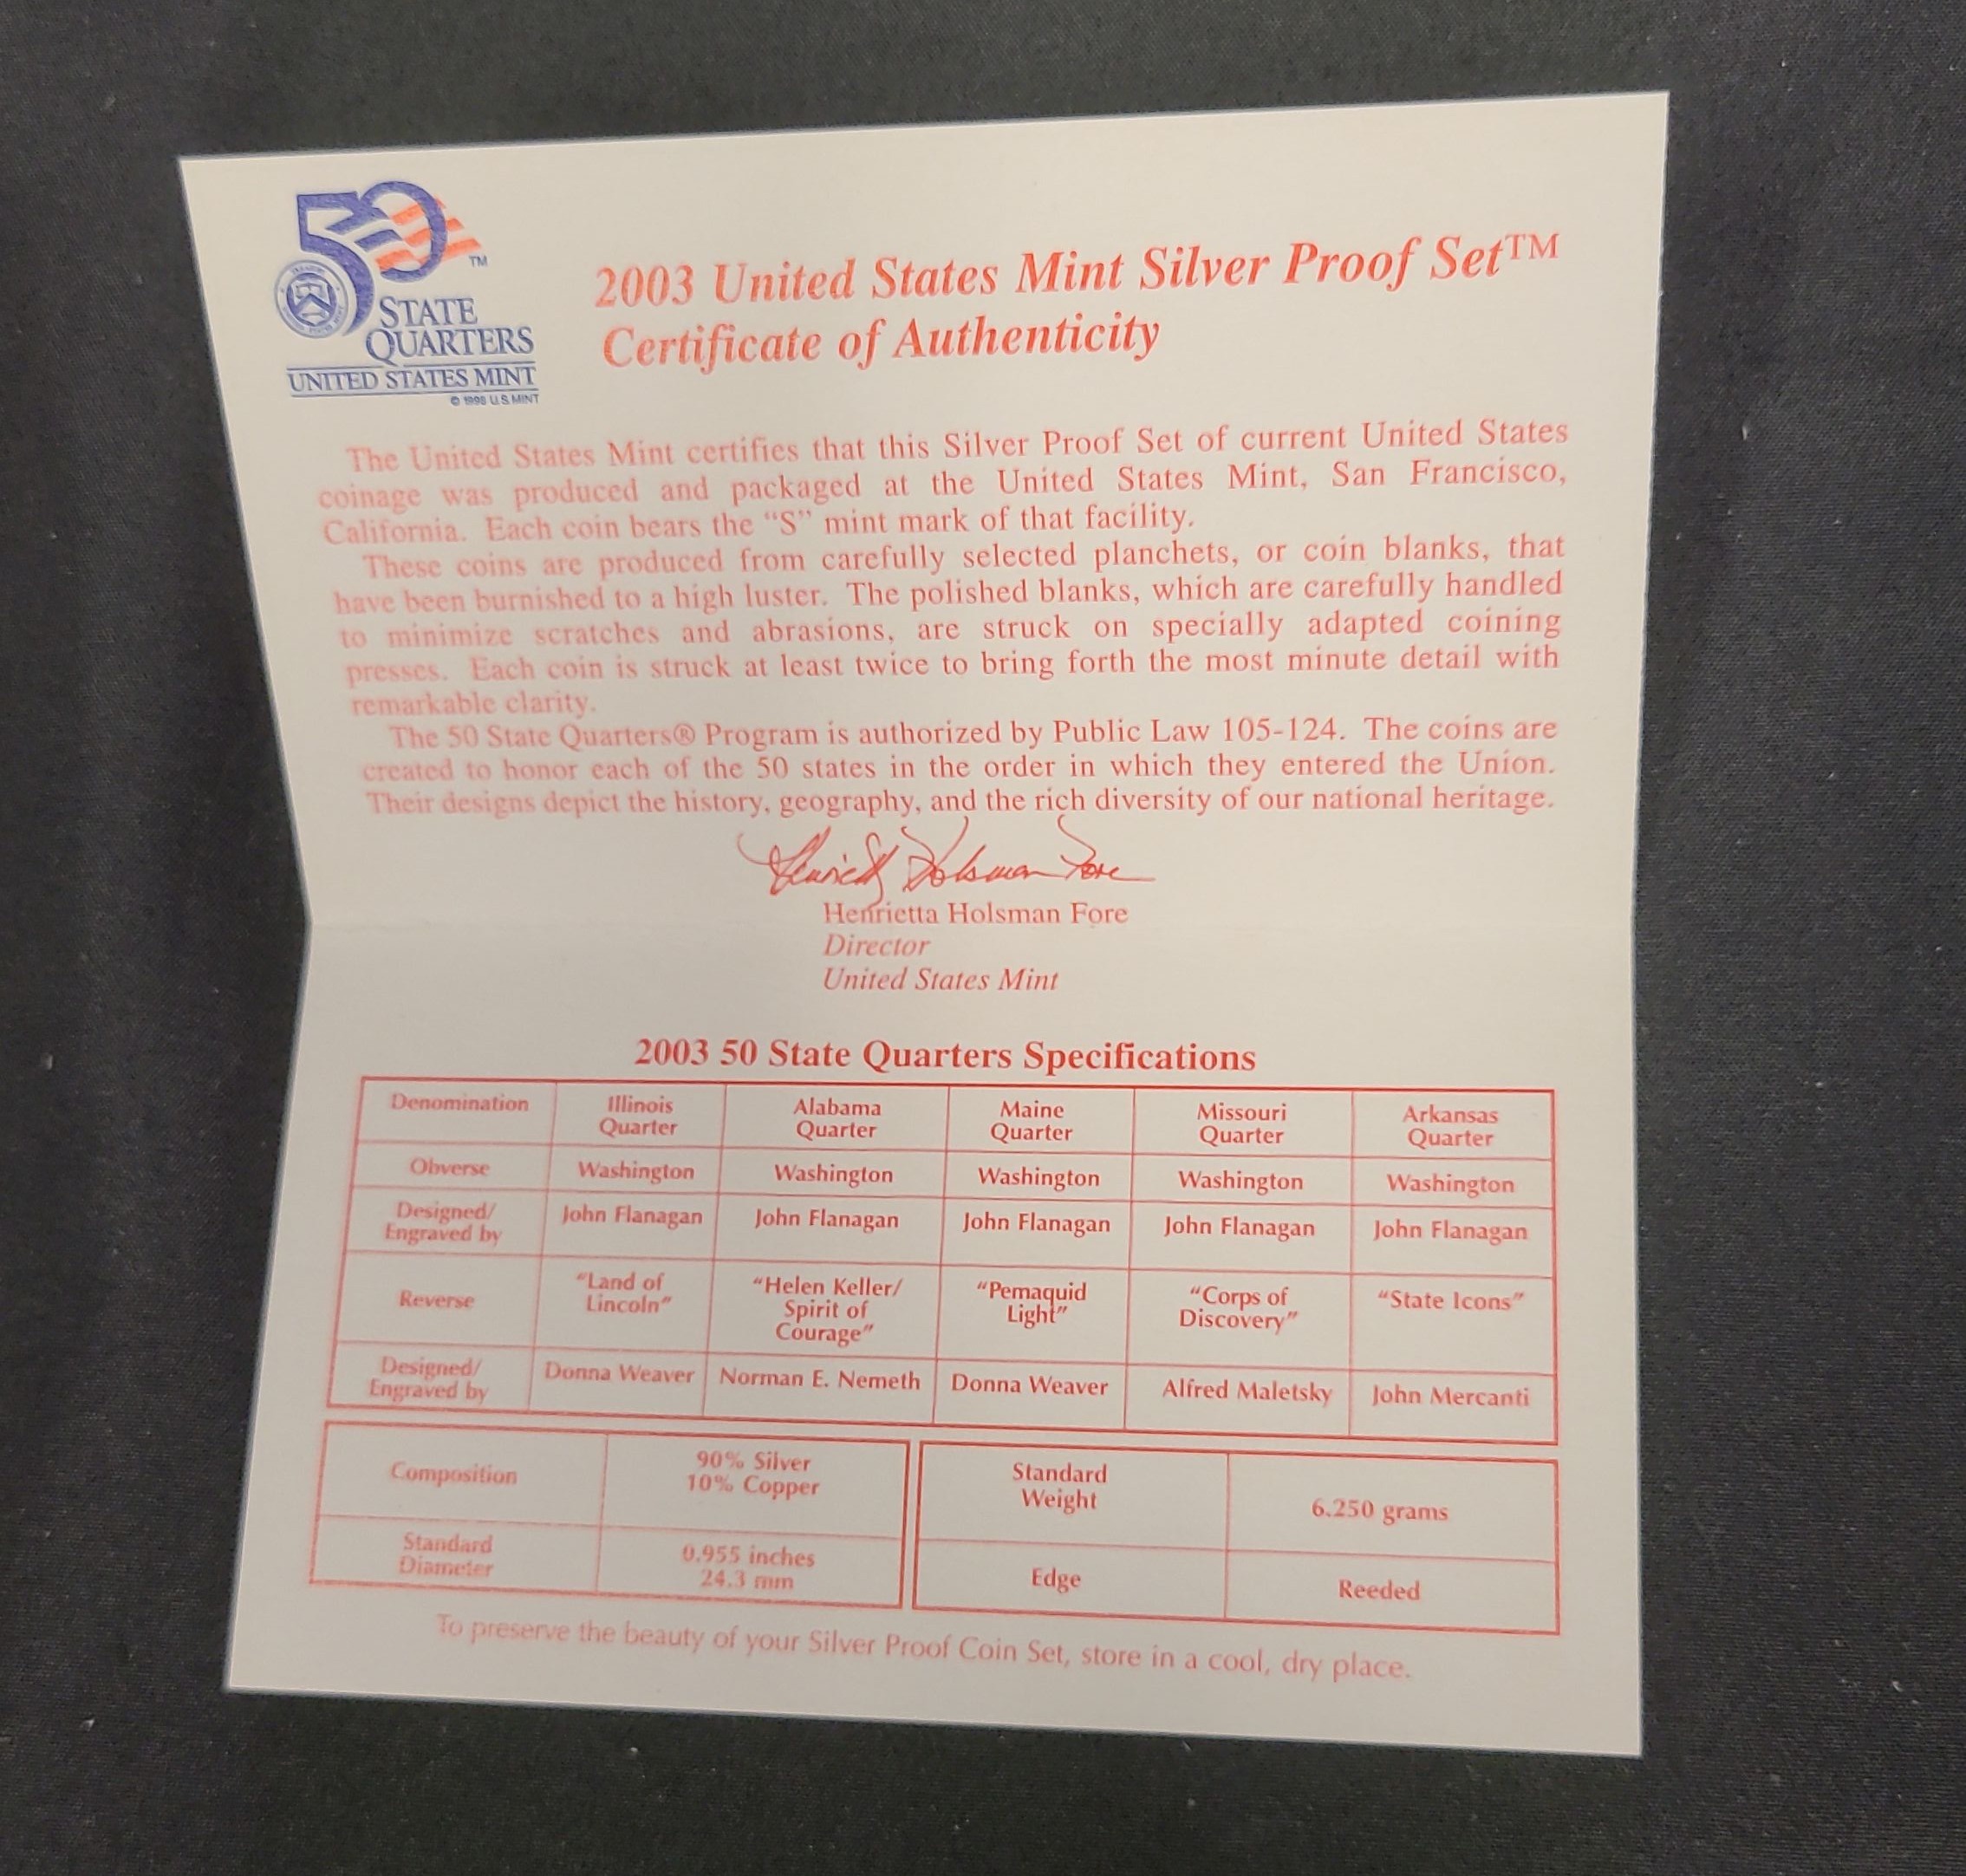 50 TM
STATE
QUARTERS
UNITED STATES MINT
© 1998 U.S. MINT
2003 United States Mint Silver Proof Set™
Certificate of Authenticity
The United States Mint certifies that this Silver Proof Set of current United States
coinage was produced and packaged at the United States Mint, San Francisco,
California. Each coin bears the “S” mint mark of that facility.
These coins are produced from carefully selected planchets, or coin blanks, that
have been burnished to a high luster. The polished blanks, which are carefully handled
to minimize scratches and abrasions, are struck on specially adapted coining
presses. Each coin is struck at least twice to bring forth the most minute detail with
remarkable clarity.
The 50 State Quarters® Program is authorized by Public Law 105-124. The coins are
created to honor each of the 50 states in the order in which they entered the Union.
Their designs depict the history, geography, and the rich diversity of our national heritage.
Henrietta Holsman Fore
Henrietta Holsman Fore
Director
United States Mint
2003 50 State Quarters Specifications
Denomination Illinois Quarter Alabama Quarter Maine Quarter Missouri Quarter Arkansas Quarter
Obverse Washington Washington Washington Washington Washington
Designed/ Engraved by John Flanagan John Flanagan John Flanagan John Flanagan John Flanagan
Reverse “Land of Lincoln” “Helen Keller/ Spirit of Courage” “Pemaquid Light” “Corps of Discovery” “State Icons”
Designed/ Engraved by Donna Weaver Norman E. Nemeth Donna Weaver Alfred Maletsky John Mercanti
Composition 90% Silver 10% Copper Standard Weight 6.250 grams
Standard Diameter 0.955 inches 24.3 mm Edge Reeded
To preserve the beauty of your Silver Proof Coin Set, store in a cool, dry place.